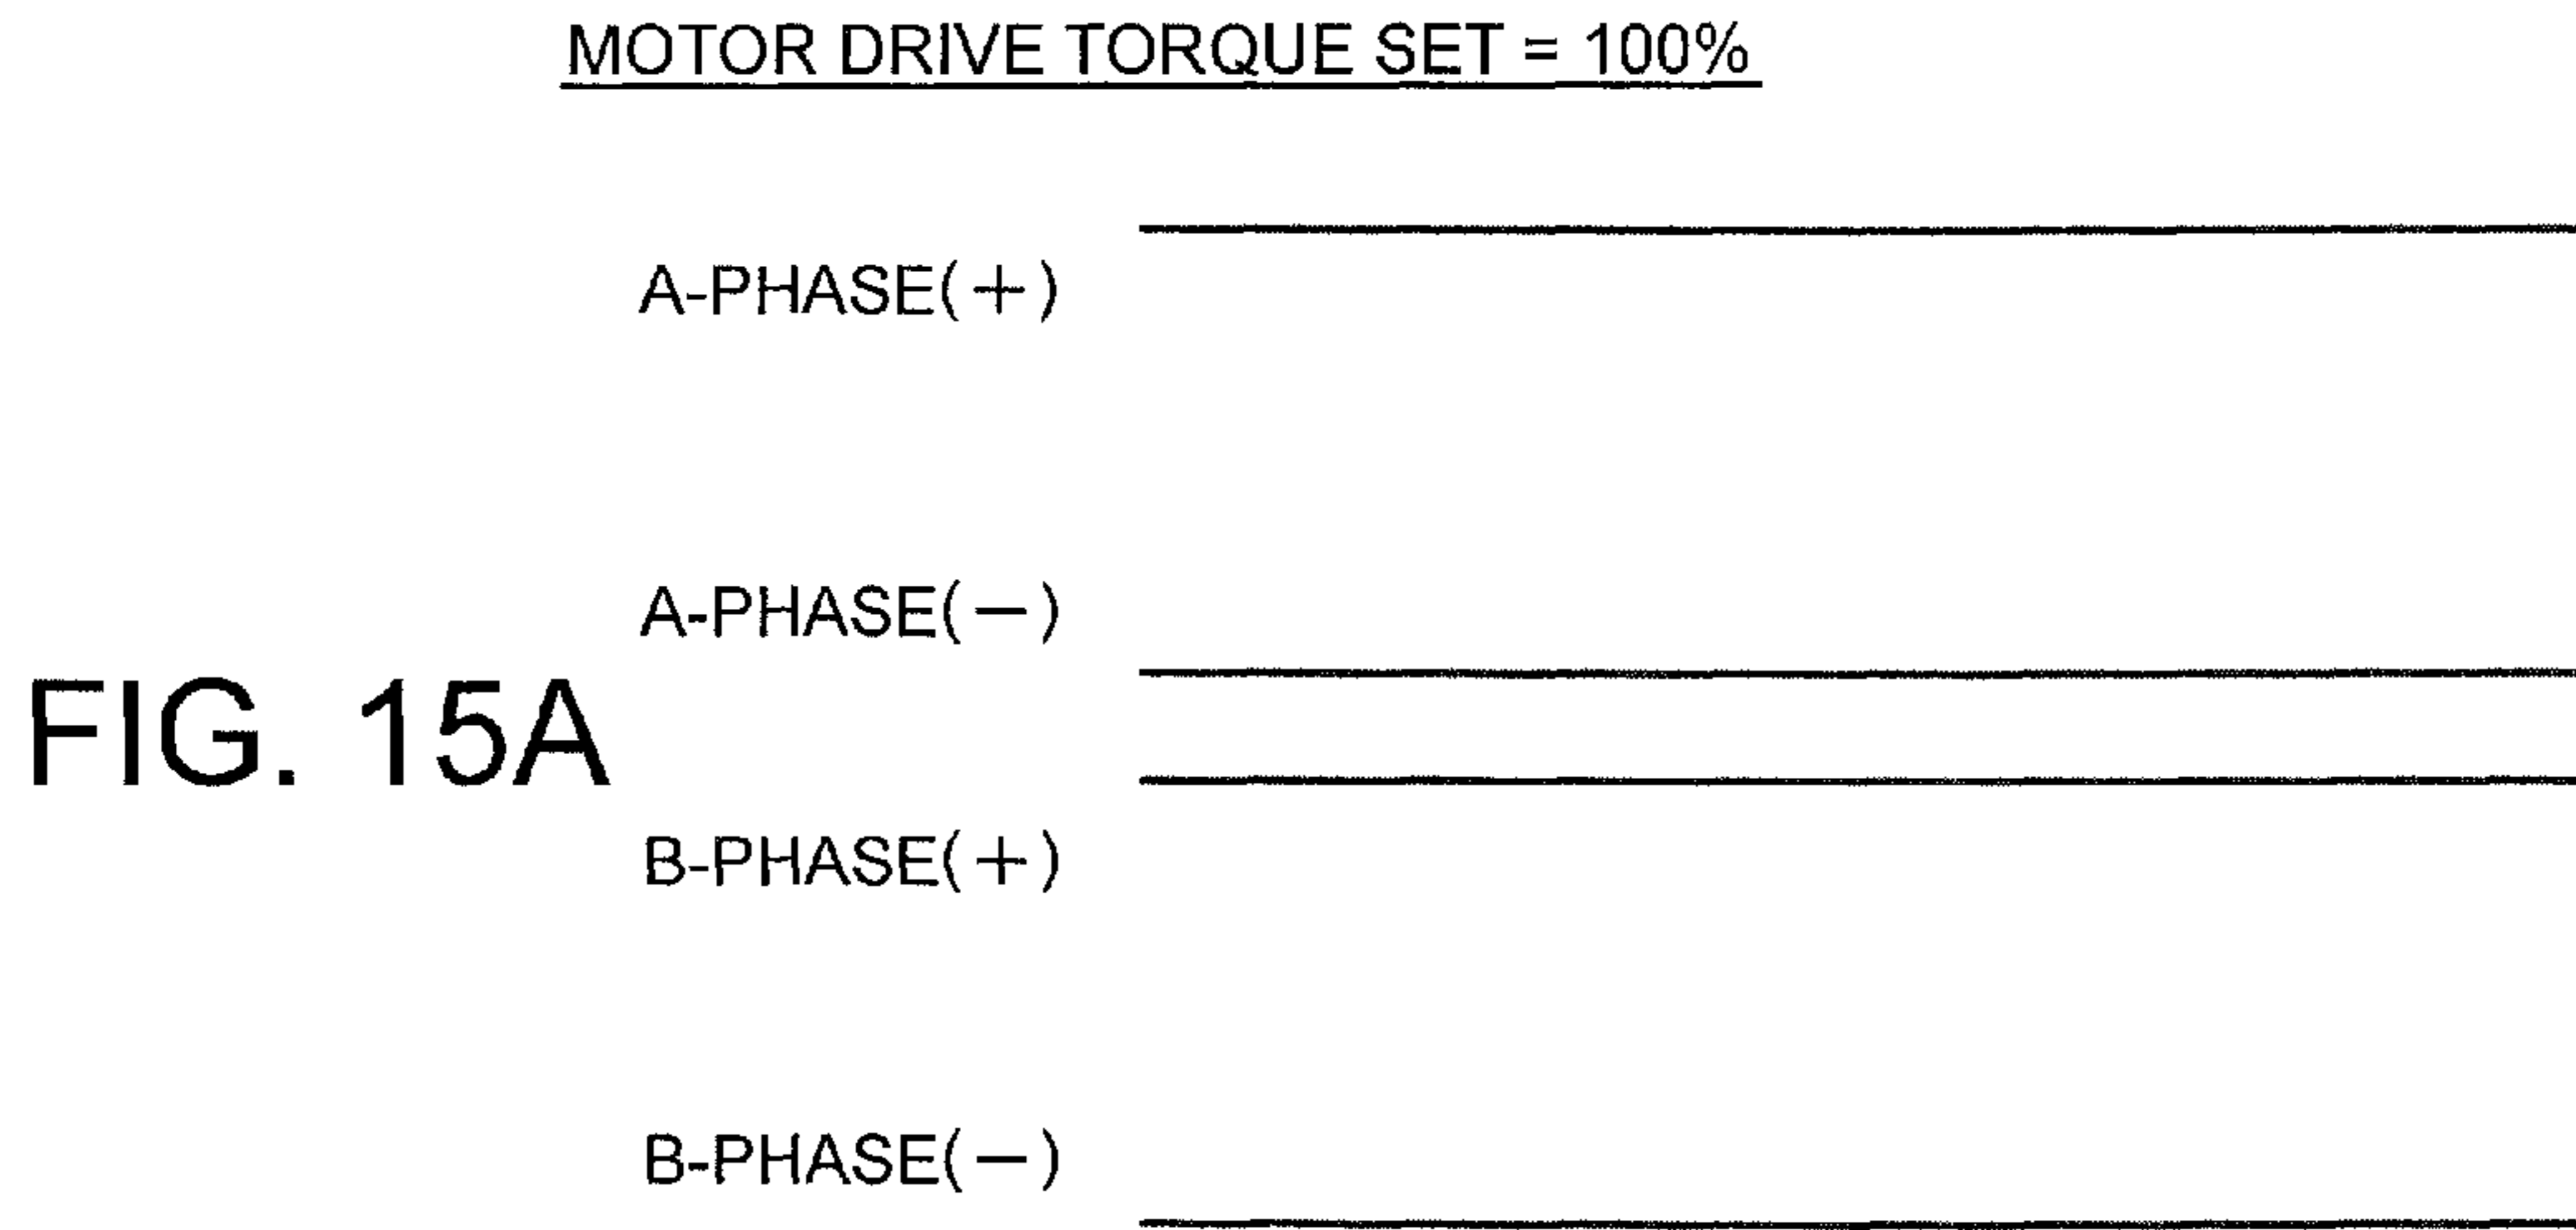 MOTOR DRIVE TORQUE SET = 100%
A-PHASE(+)
A-PHASE(−)
FIG. 15A
B-PHASE(+)
B-PHASE(−)